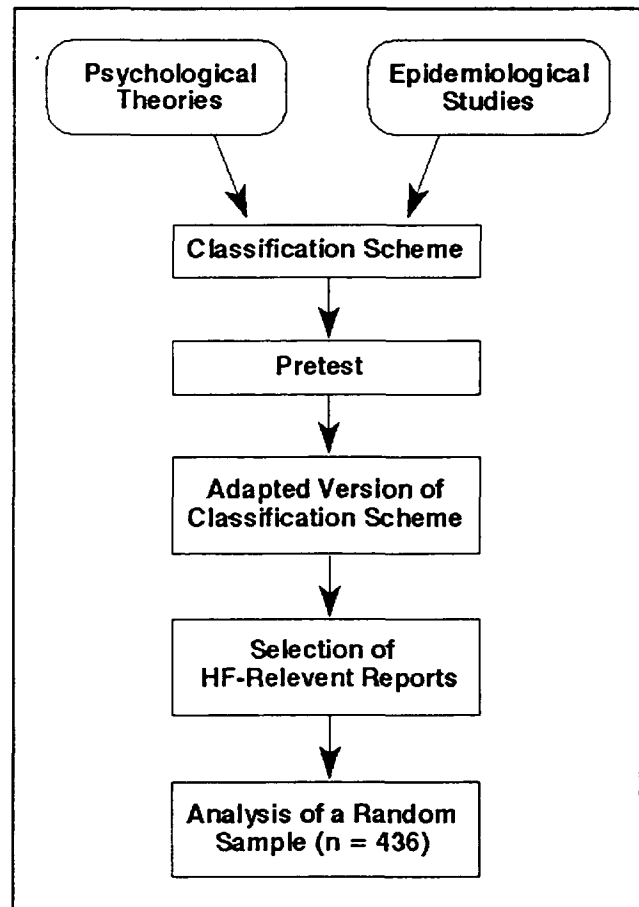 Psychological
Theories
Epidemiological
Studies
Classification Scheme
Pretest
Adapted Version of
Classification Scheme
Selection of
HF-Relevent Reports
Analysis of a Random
Sample (n = 436)